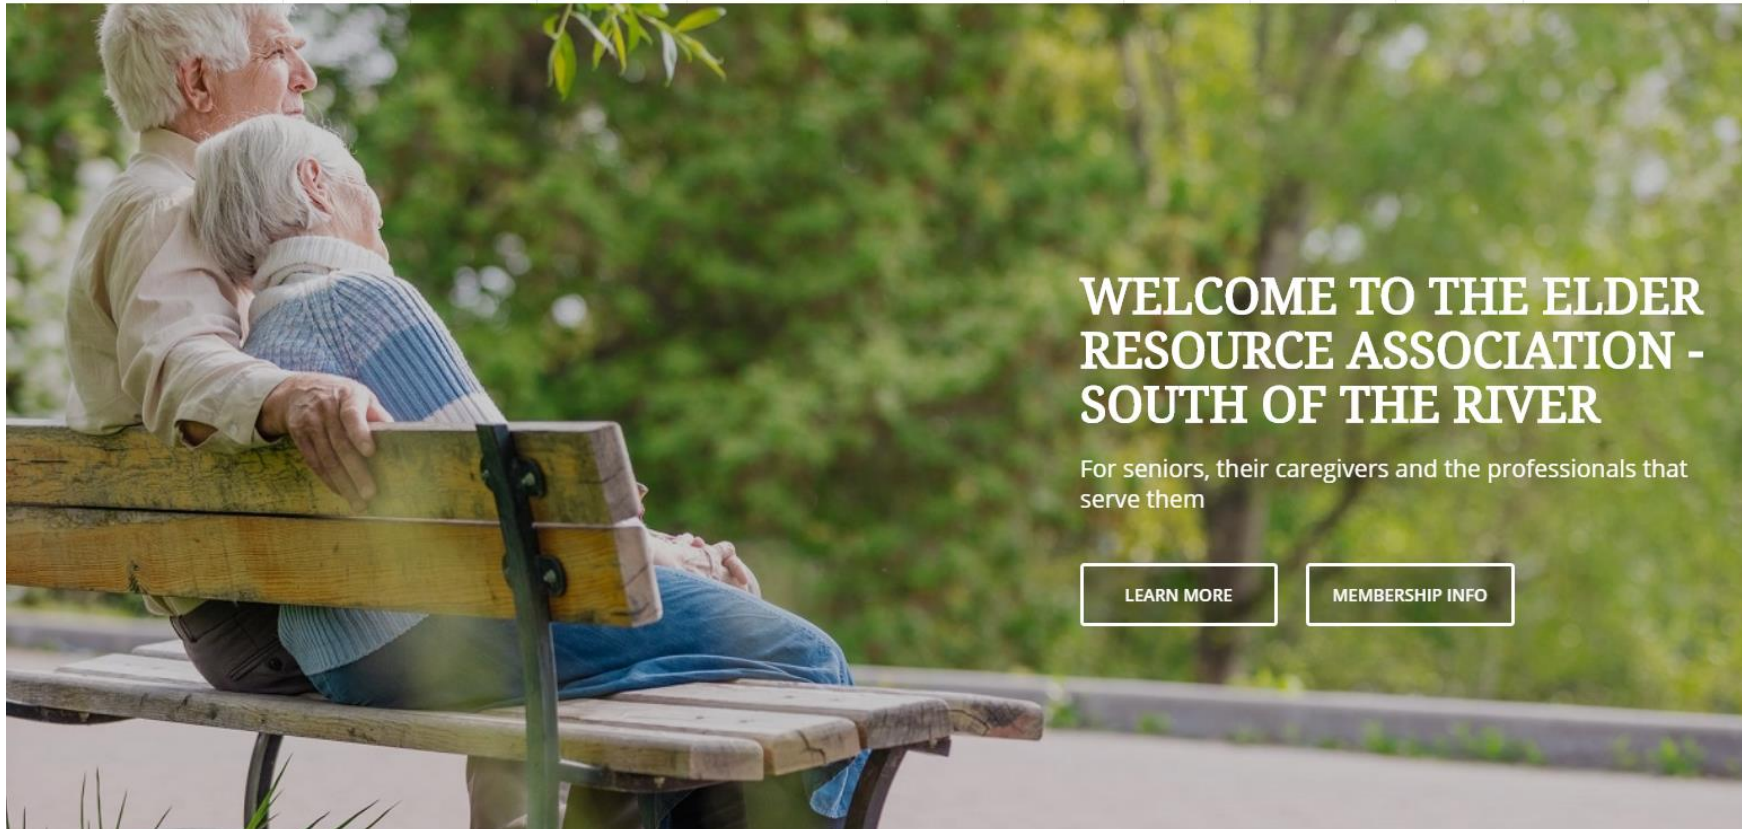 WELCOME TO THE ELDER
RESOURCE ASSOCIATION -
SOUTH OF THE RIVER
For seniors, their caregivers and the professionals that
serve them
LEARN MORE
MEMBERSHIP INFO